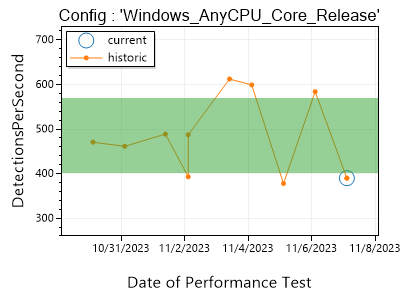 Config : 'Windows_AnyCPU_Core_Release'
current
historic
DetectionsPerSecond
700
600
500
400
300
10/31/2023
11/2/2023
11/4/2023
11/6/2023
11/8/2023
Date of Performance Test